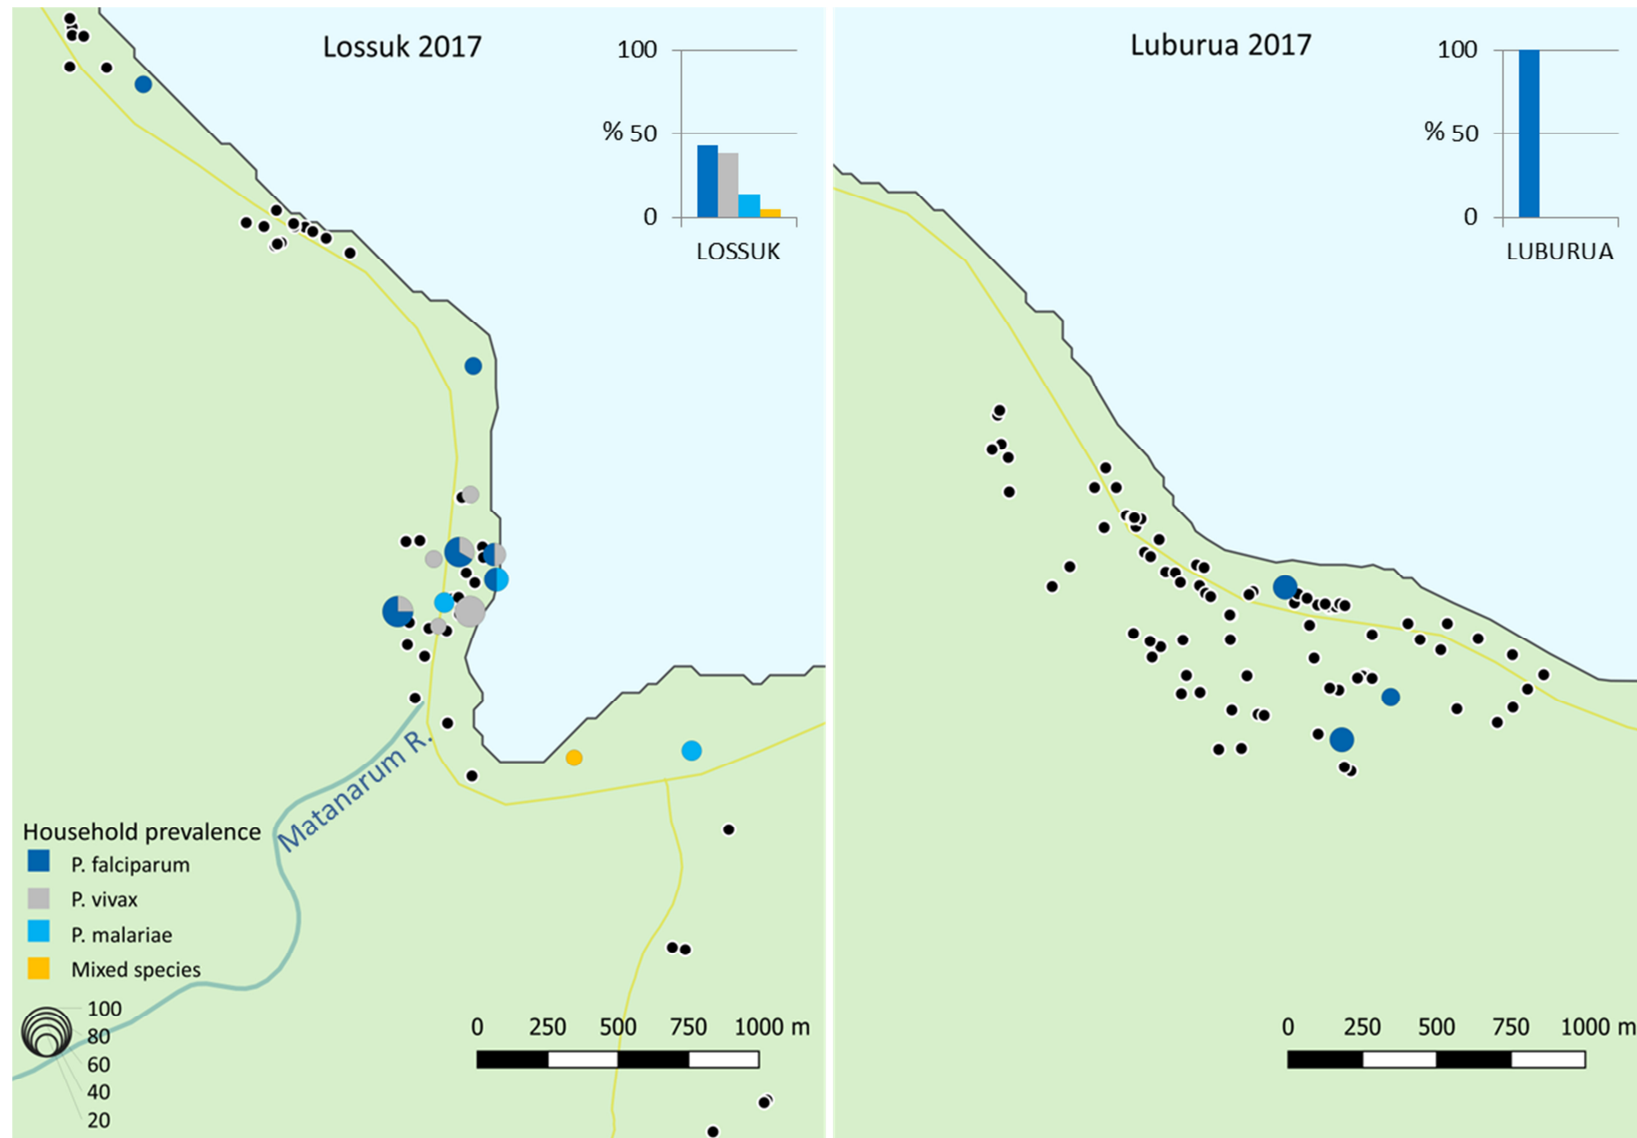 Lossuk 2017
100
% 50
0
LOSSUK
Luburua 2017
100
% 50
0
LUBURUA
Matanarum R.
Household prevalence
P. falciparum
P. vivax
P. malariae
Mixed species
100
80
60
40
20
0 250 500 750 1000 m
0 250 500 750 1000 m